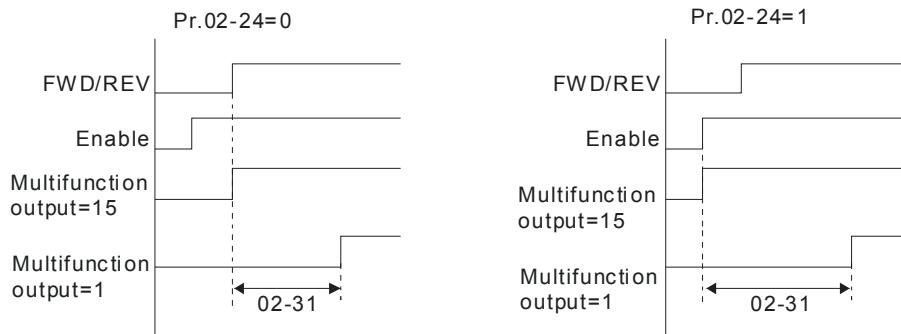 Pr.02-24=0
FWD/REV
Enable
Multifunction
output=15
Multifunction
output=1
02-31
Pr.02-24=1
FWD/REV
Enable
Multifunction
output=15
Multifunction
output=1
02-31